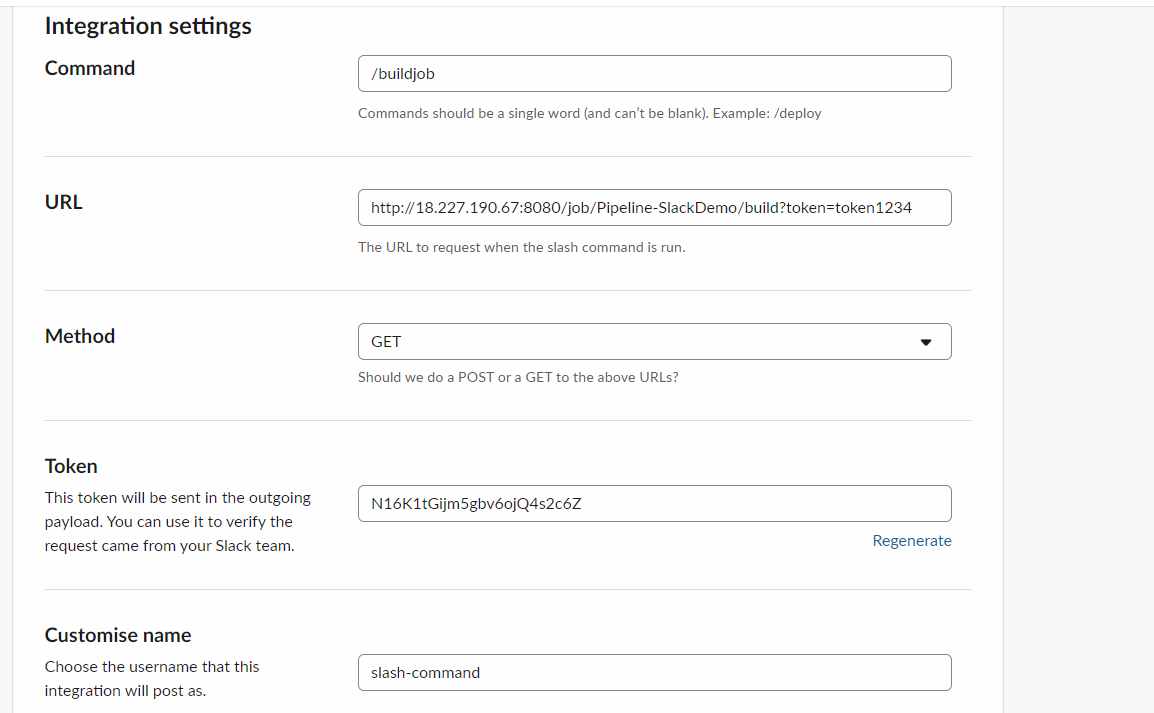 Integration settings
Command
/buildjob
Commands should be a single word (and can’t be blank). Example: /deploy
URL
http://18.227.190.67:8080/job/Pipeline-SlackDemo/build?token=token1234
The URL to request when the slash command is run.
Method
GET
Should we do a POST or a GET to the above URLs?
Token
This token will be sent in the outgoing
payload. You can use it to verify the
request came from your Slack team.
N16K1tGijm5gbv6ojQ4s2c6Z
Regenerate
Customise name
Choose the username that this
integration will post as.
slash-command